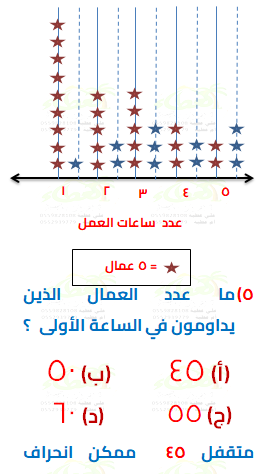 ١ ٢ ٣ ٤ ٥
عدد ساعات العمل
= ٥ عمال
٥) ما عدد العمال الذين
يداومون في الساعة الأولى ؟
(أ) ٤٥ (ب) ٥٠
(ج) ٥٥ (د) ٦٠
متقفل ٤٥ ممكن انحراف